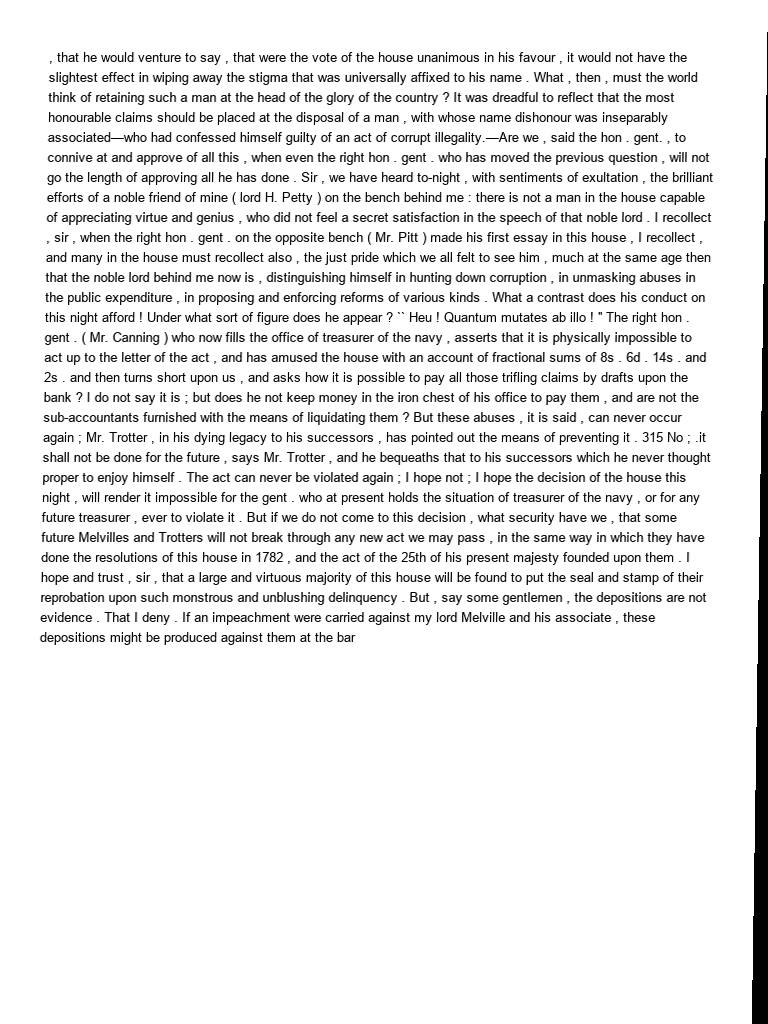 , that he would venture to say , that were the vote of the house unanimous in his favour , it would not have the
slightest effect in wiping away the stigma that was universally affixed to his name . What , then , must the world
think of retaining such a man at the head of the glory of the country ? It was dreadful to reflect that the most
honourable claims should be placed at the disposal of a man , with whose name dishonour was inseparably
associated—who had confessed himself guilty of an act of corrupt illegality.—Are we , said the hon . gent. , to
connive at and approve of all this , when even the right hon . gent . who has moved the previous question , will not
go the length of approving all he has done . Sir , we have heard to-night , with sentiments of exultation , the brilliant
efforts of a noble friend of mine ( lord H. Petty ) on the bench behind me : there is not a man in the house capable
of appreciating virtue and genius , who did not feel a secret satisfaction in the speech of that noble lord . I recollect
, sir , when the right hon . gent . on the opposite bench ( Mr. Pitt ) made his first essay in this house , I recollect ,
and many in the house must recollect also , the just pride which we all felt to see him , much at the same age then
that the noble lord behind me now is , distinguishing himself in hunting down corruption , in unmasking abuses in
the public expenditure , in proposing and enforcing reforms of various kinds . What a contrast does his conduct on
this night afford ! Under what sort of figure does he appear ? `` Heu ! Quantum mutates ab illo ! '' The right hon .
gent . ( Mr. Canning ) who now fills the office of treasurer of the navy , asserts that it is physically impossible to
act up to the letter of the act , and has amused the house with an account of fractional sums of 8s . 6d . 14s . and
2s . and then turns short upon us , and asks how it is possible to pay all those trifling claims by drafts upon the
bank ? I do not say it is ; but does he not keep money in the iron chest of his office to pay them , and are not the
sub-accountants furnished with the means of liquidating them ? But these abuses , it is said , can never occur
again ; Mr. Trotter , in his dying legacy to his successors , has pointed out the means of preventing it . 315 No ; .it
shall not be done for the future , says Mr. Trotter , and he bequeaths that to his successors which he never thought
proper to enjoy himself . The act can never be violated again ; I hope not ; I hope the decision of the house this
night , will render it impossible for the gent . who at present holds the situation of treasurer of the navy , or for any
future treasurer , ever to violate it . But if we do not come to this decision , what security have we , that some
future Melvilles and Trotters will not break through any new act we may pass , in the same way in which they have
done the resolutions of this house in 1782 , and the act of the 25th of his present majesty founded upon them . I
hope and trust , sir , that a large and virtuous majority of this house will be found to put the seal and stamp of their
reprobation upon such monstrous and unblushing delinquency . But , say some gentlemen , the depositions are not
evidence . That I deny . If an impeachment were carried against my lord Melville and his associate , these
depositions might be produced against them at the bar